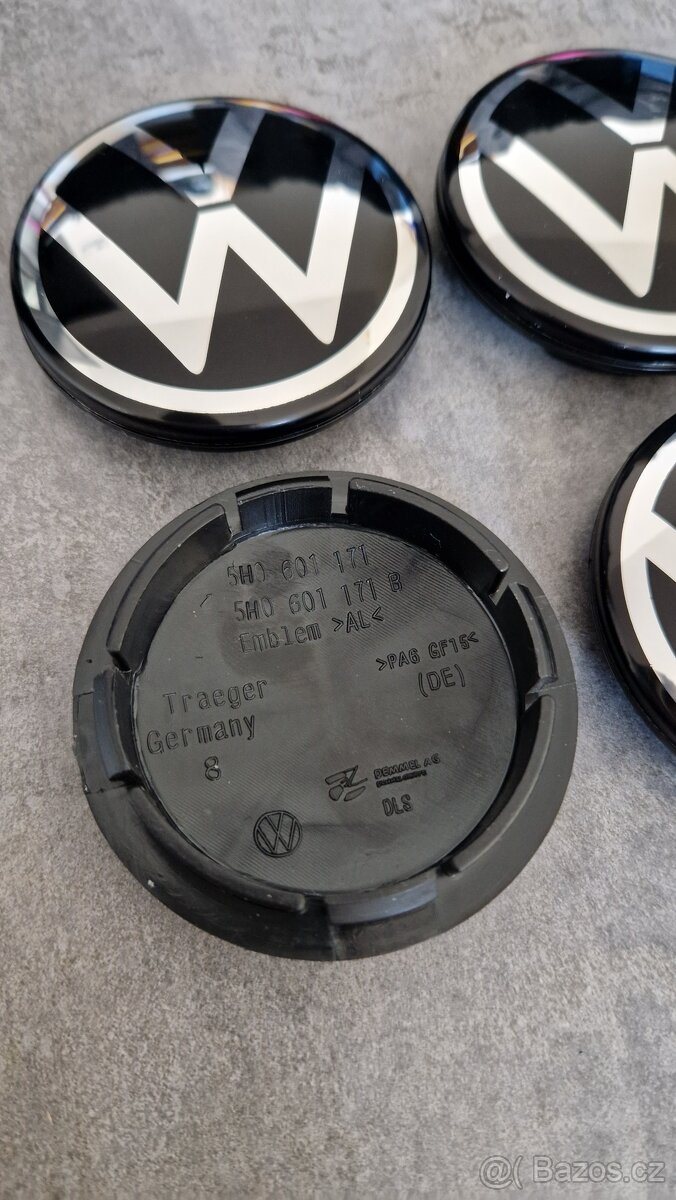 5H0 601 171
5H0 601 171 B
Emblem >AL<
>PA6 GF15<
(DE)
Traeger
Germany
8
DEMMEL AG
DLS
@( Bazos.cz